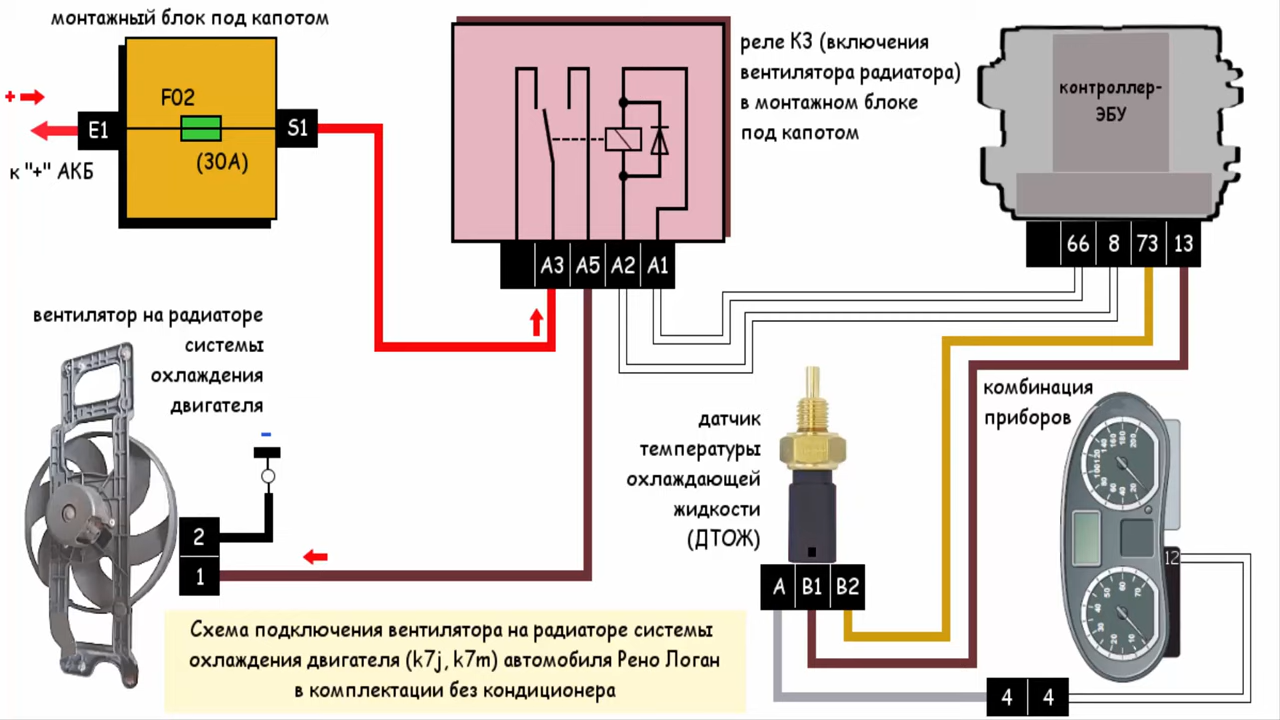 монтажный блок под капотом
F02
(30А)
+
E1
S1
к "+" АКБ
реле К3 (включения
вентилятора радиатора)
в монтажном блоке
под капотом
A3 A5 A2 A1
контроллер-
ЭБУ
66 8 73 13
вентилятор на радиаторе
системы
охлаждения
двигателя
-
2
1
датчик
температуры
охлаждающей
жидкости
(ДТОЖ)
A B1 B2
комбинация
приборов
12
4 4
Схема подключения вентилятора на радиаторе системы
охлаждения двигателя (k7j, k7m) автомобиля Рено Логан
в комплектации без кондиционера